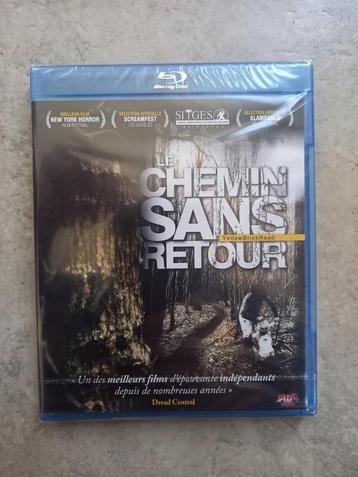 Blu-ray Disc
MEILLEUR FILM
NEW YORK HORROR
FILM FESTIVAL
SÉLECTION OFFICIELLE
SCREAMFEST
LOS ANGELES
SITGES
SÉLECTION OFFICIELLE
SLAMDANCE
LE
CHEMIN
SANS
YellowBrickRoad
RETOUR
« Un des meilleurs films d'épouvante indépendants
depuis de nombreuses années »
Dread Central